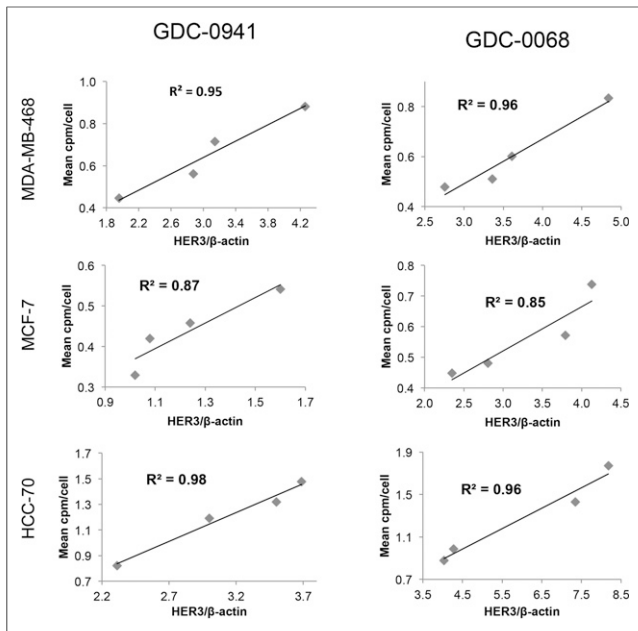 GDC-0941
GDC-0068
MDA-MB-468
Mean cpm/cell
1.0
0.8
0.6
0.4
R² = 0.95
1.8 2.2 2.6 3.0 3.4 3.8 4.2
HER3/β-actin
Mean cpm/cell
0.8
0.6
0.4
R² = 0.96
2.5 3.0 3.5 4.0 4.5 5.0
HER3/β-actin
MCF-7
Mean cpm/cell
0.6
0.5
0.4
0.3
R² = 0.87
0.9 1.1 1.3 1.5 1.7
HER3/β-actin
Mean cpm/cell
0.8
0.7
0.6
0.5
0.4
R² = 0.85
2.0 2.5 3.0 3.5 4.0 4.5
HER3/β-actin
HCC-70
Mean cpm/cell
1.7
1.5
1.3
1.1
0.9
0.7
R² = 0.98
2.2 2.7 3.2 3.7
HER3/β-actin
Mean cpm/cell
1.9
1.5
1.1
0.7
R² = 0.96
3.5 4.5 5.5 6.5 7.5 8.5
HER3/β-actin